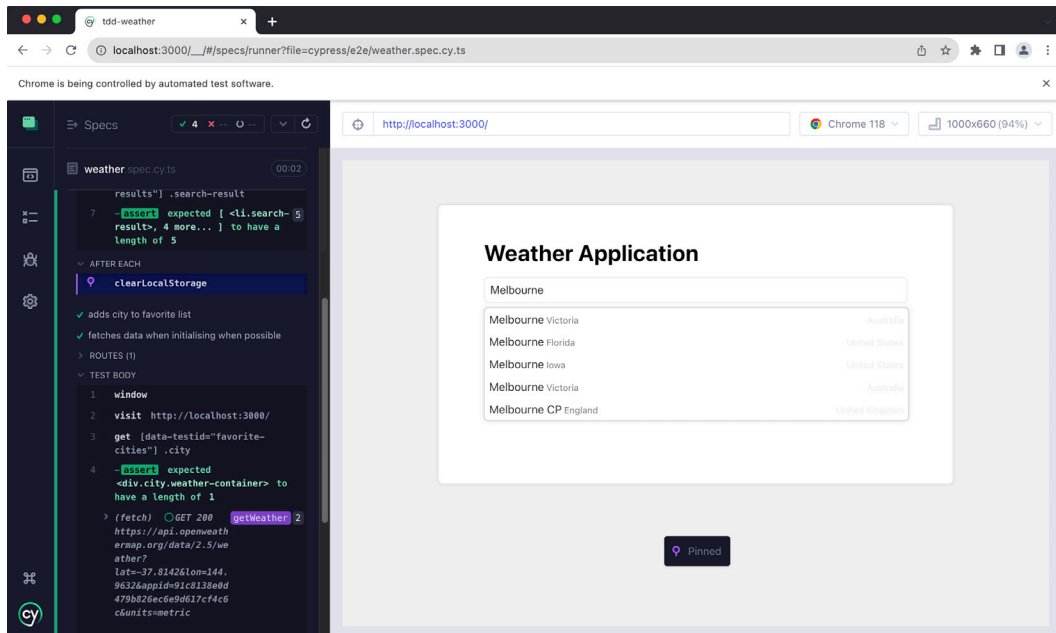 tdd-weather
localhost:3000/__/#/specs/runner?file=cypress/e2e/weather.spec.cy.ts
Chrome is being controlled by automated test software.
Specs
4 -- --
weather.spec.cy.ts 00:02
results"] .search-result
7 -assert expected [ <li.search- 5
result>, 4 more... ] to have a
length of 5
AFTER EACH
clearLocalStorage
adds city to favorite list
fetches data when initialising when possible
ROUTES (1)
TEST BODY
1 window
2 visit http://localhost:3000/
3 get [data-testid="favorite-
cities"] .city
4 -assert expected
<div.city.weather-container> to
have a length of 1
(fetch) GET 200 getWeather 2
https://api.openweath
ermap.org/data/2.5/we
ather?
lat=-37.8142&lon=144.
9632&appid=91c8138e0d
479b826ec6e9d617cf4c6
c&units=metric
cy
http://localhost:3000/
Chrome 118
1000x660 (94%)
Weather Application
Melbourne
Melbourne Victoria Australia
Melbourne Florida United States
Melbourne Iowa United States
Melbourne Victoria Australia
Melbourne CP England United Kingdom
Pinned